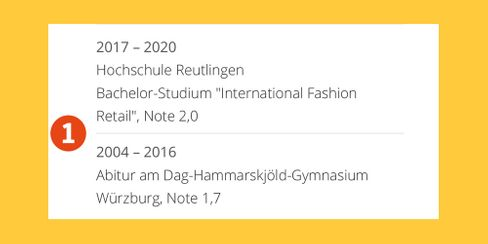 2017 – 2020
Hochschule Reutlingen
Bachelor-Studium "International Fashion
Retail", Note 2,0
1
2004 – 2016
Abitur am Dag-Hammarskjöld-Gymnasium
Würzburg, Note 1,7